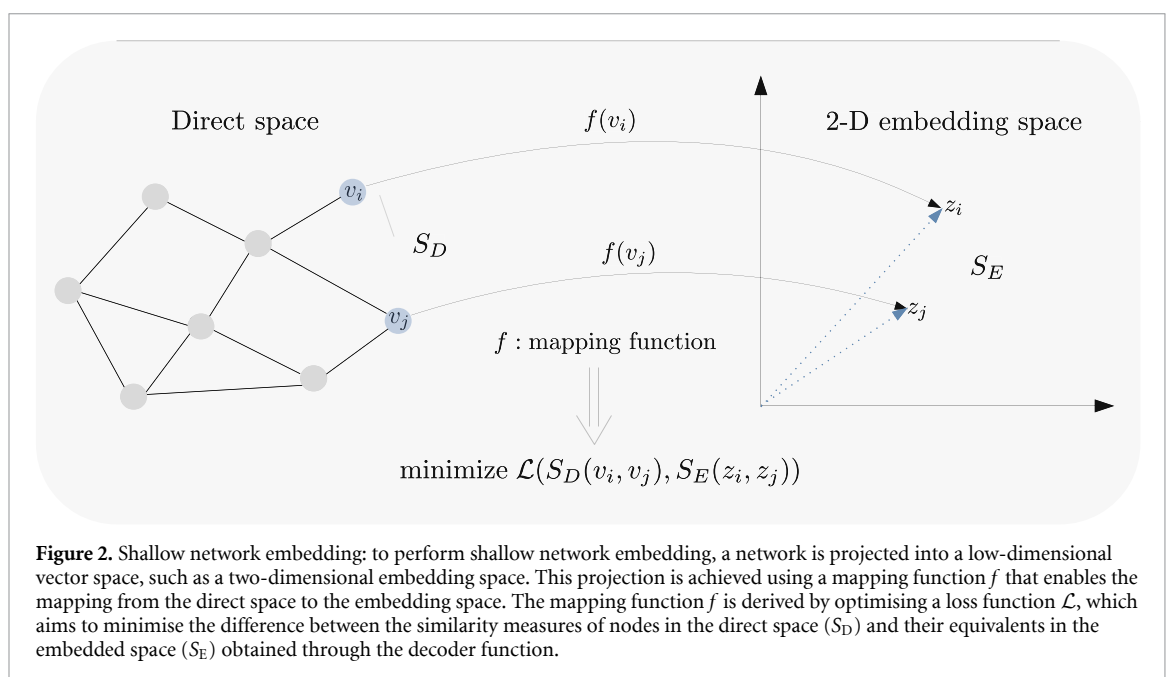 Direct space
f(v_i)
2-D embedding space
v_i
z_i
S_D
f(v_j)
S_E
v_j
z_j
f : mapping function
minimize ℒ(S_D(v_i, v_j), S_E(z_i, z_j))
Figure 2. Shallow network embedding: to perform shallow network embedding, a network is projected into a low-dimensional
vector space, such as a two-dimensional embedding space. This projection is achieved using a mapping function f that enables the
mapping from the direct space to the embedding space. The mapping function f is derived by optimising a loss function ℒ, which
aims to minimise the difference between the similarity measures of nodes in the direct space (S_D) and their equivalents in the
embedded space (S_E) obtained through the decoder function.